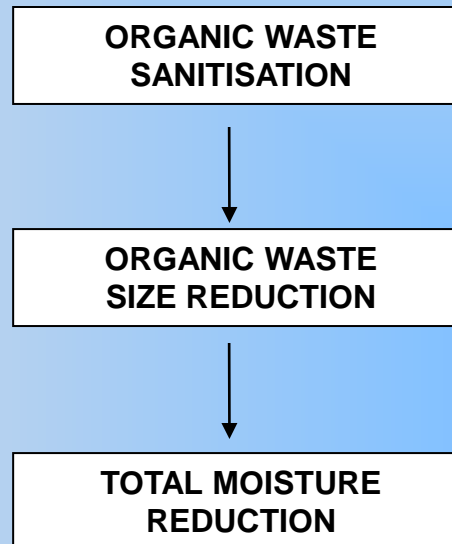 ORGANIC WASTE
SANITISATION
ORGANIC WASTE
SIZE REDUCTION
TOTAL MOISTURE
REDUCTION